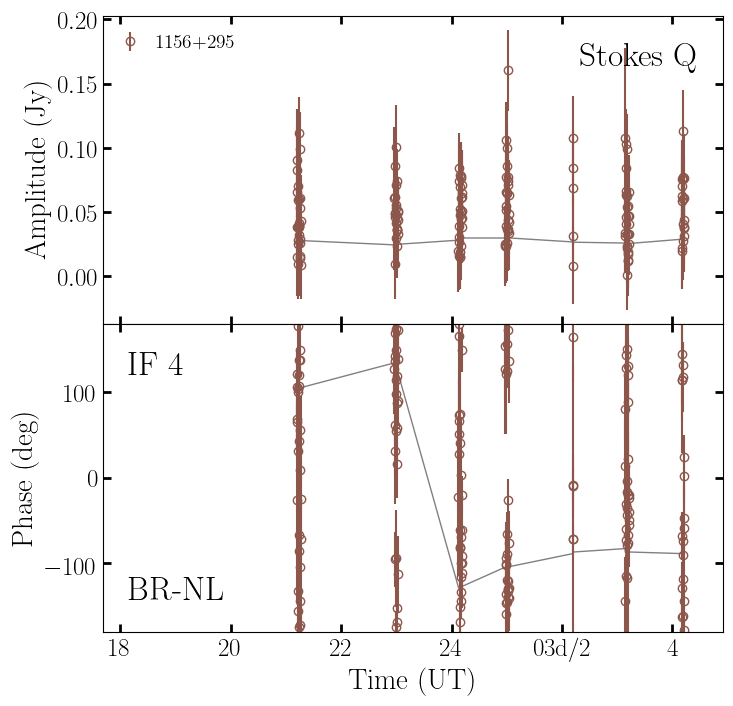 1156+295
Stokes Q
Amplitude (Jy)
0.20
0.15
0.10
0.05
0.00
IF 4
BR-NL
Phase (deg)
100
0
−100
18 20 22 24 03d/2 4
Time (UT)